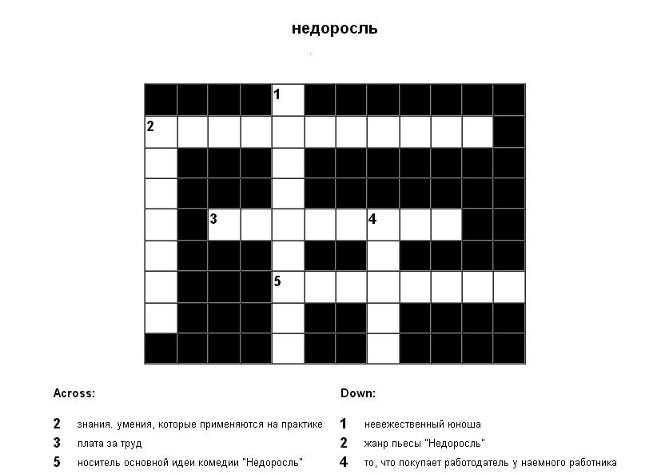 недоросль
1
2
3 4
5
Across: Down:
2 знания. умения, которые применяются на практике 1 невежественный юноша
3 плата за труд 2 жанр пьесы "Недоросль"
5 носитель основной идеи комедии "Недоросль" 4 то, что покупает работодатель у наемного работника